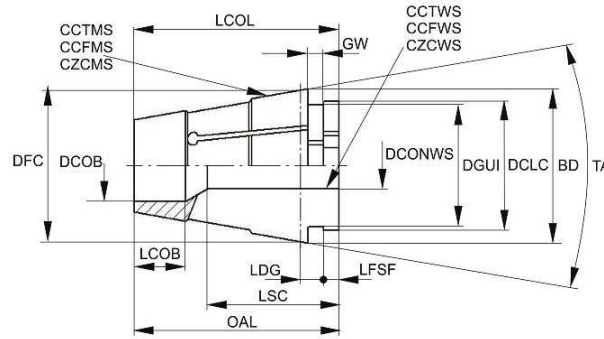 LCOL
CCTMS
CCFMS
CZCMS
GW
CCTWS
CCFWS
CZCWS
DFC
DCOB
DCONWS
DGUI
DCLC
BD
TA
LCOB
LDG
LFSF
LSC
OAL